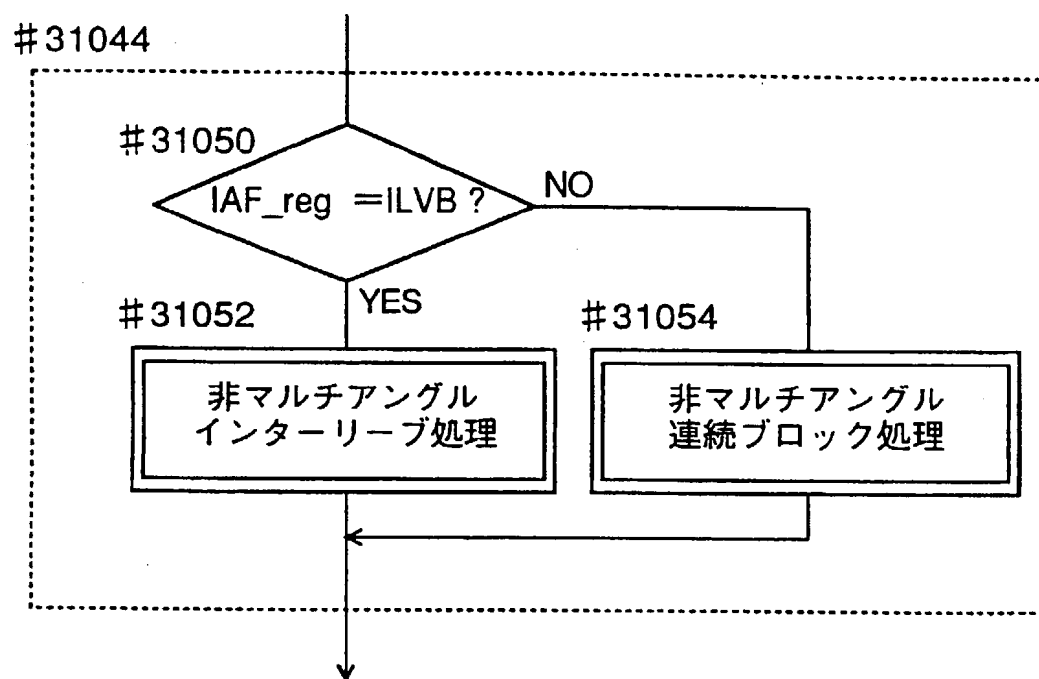 #31044
#31050
IAF_reg =ILVB ?
NO
YES
#31052
#31054
非マルチアングル
インターリーブ処理
非マルチアングル
連続ブロック処理